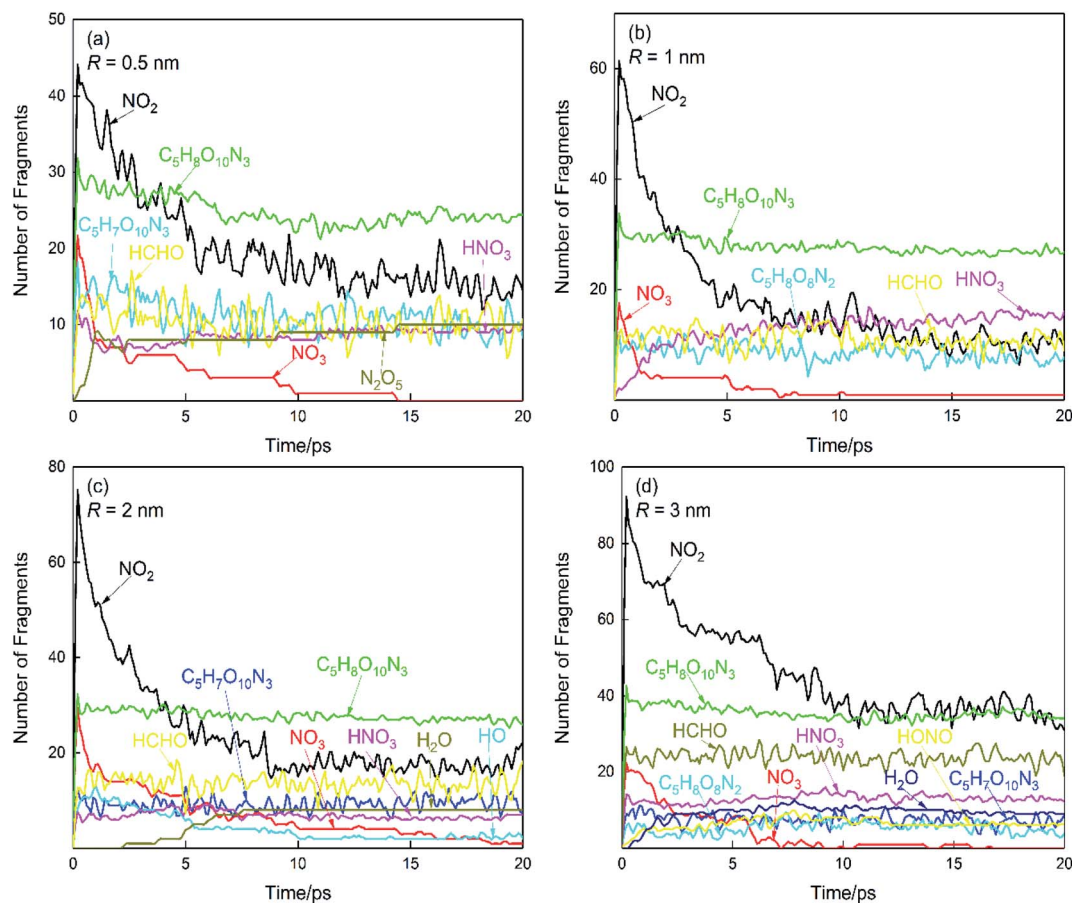 (a)
R = 0.5 nm
NO₂
C₅H₈O₁₀N₃
C₅H₇O₁₀N₃
HCHO
HNO₃
NO₃
N₂O₅
50
40
30
20
10
0
5
10
15
20
Number of Fragments
Time/ps
(b)
R = 1 nm
NO₂
C₅H₈O₁₀N₃
NO₃
C₅H₈O₈N₂
HCHO
HNO₃
60
40
20
0
5
10
15
20
Number of Fragments
Time/ps
(c)
R = 2 nm
NO₂
C₅H₇O₁₀N₃
C₅H₈O₁₀N₃
HCHO
NO₃
HNO₃
H₂O
HO
80
60
40
20
0
5
10
15
20
Number of Fragments
Time/ps
(d)
R = 3 nm
NO₂
C₅H₈O₁₀N₃
HCHO
HNO₃
HONO
C₅H₈O₈N₂
NO₃
H₂O
C₅H₇O₁₀N₃
100
80
60
40
20
0
5
10
15
20
Number of Fragments
Time/ps